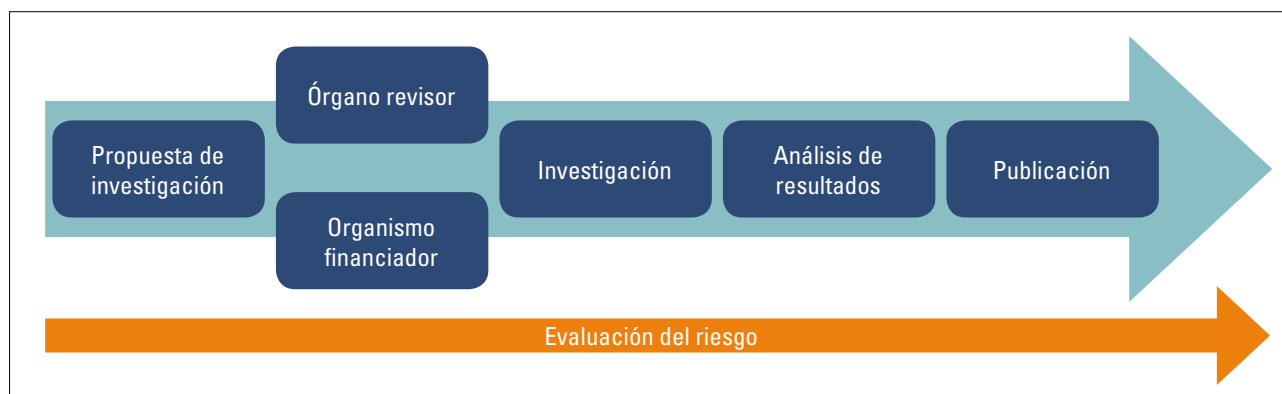 Propuesta de
investigación
Órgano revisor
Organismo
financiador
Investigación
Análisis de
resultados
Publicación
Evaluación del riesgo